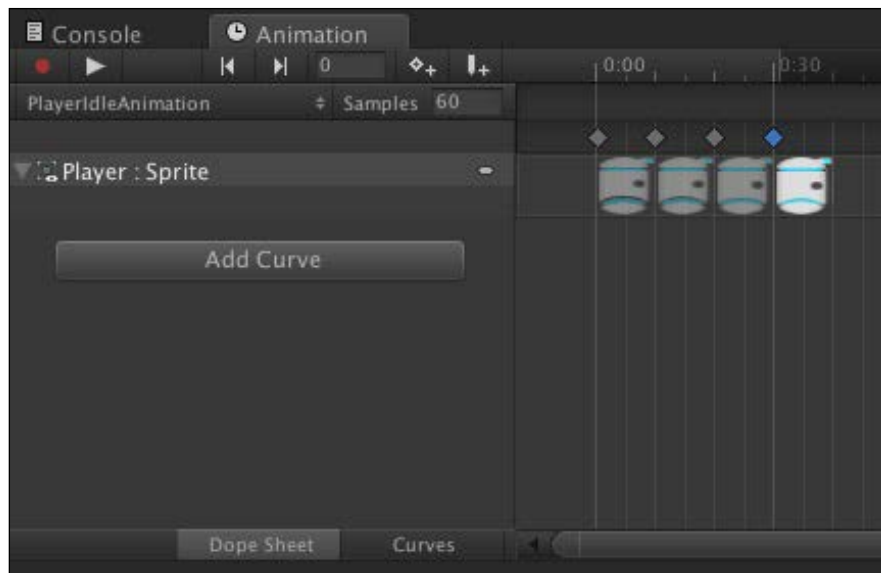 Console
Animation
0
0:00
0:30
PlayerIdleAnimation
Samples 60
Player : Sprite
Add Curve
Dope Sheet
Curves